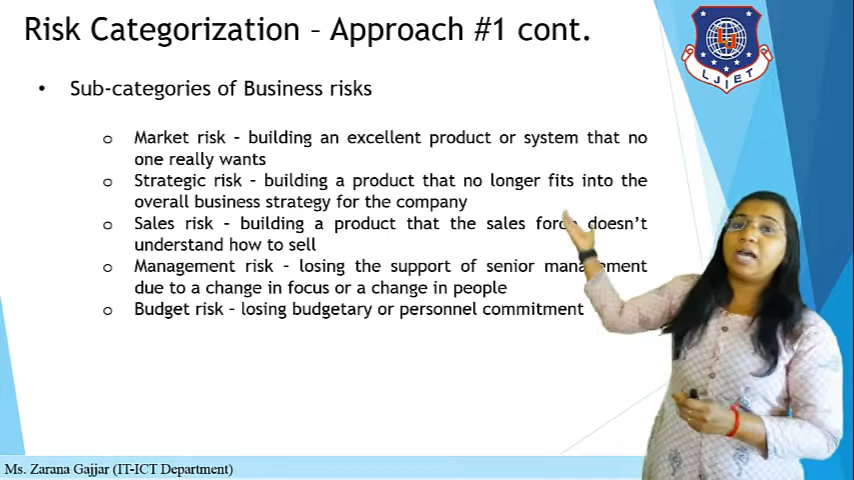 Risk Categorization – Approach #1 cont.
LJIET
• Sub-categories of Business risks
o Market risk – building an excellent product or system that no
one really wants
o Strategic risk – building a product that no longer fits into the
overall business strategy for the company
o Sales risk – building a product that the sales force doesn't
understand how to sell
o Management risk – losing the support of senior management
due to a change in focus or a change in people
o Budget risk – losing budgetary or personnel commitment
Ms. Zarana Gajjar (IT-ICT Department)